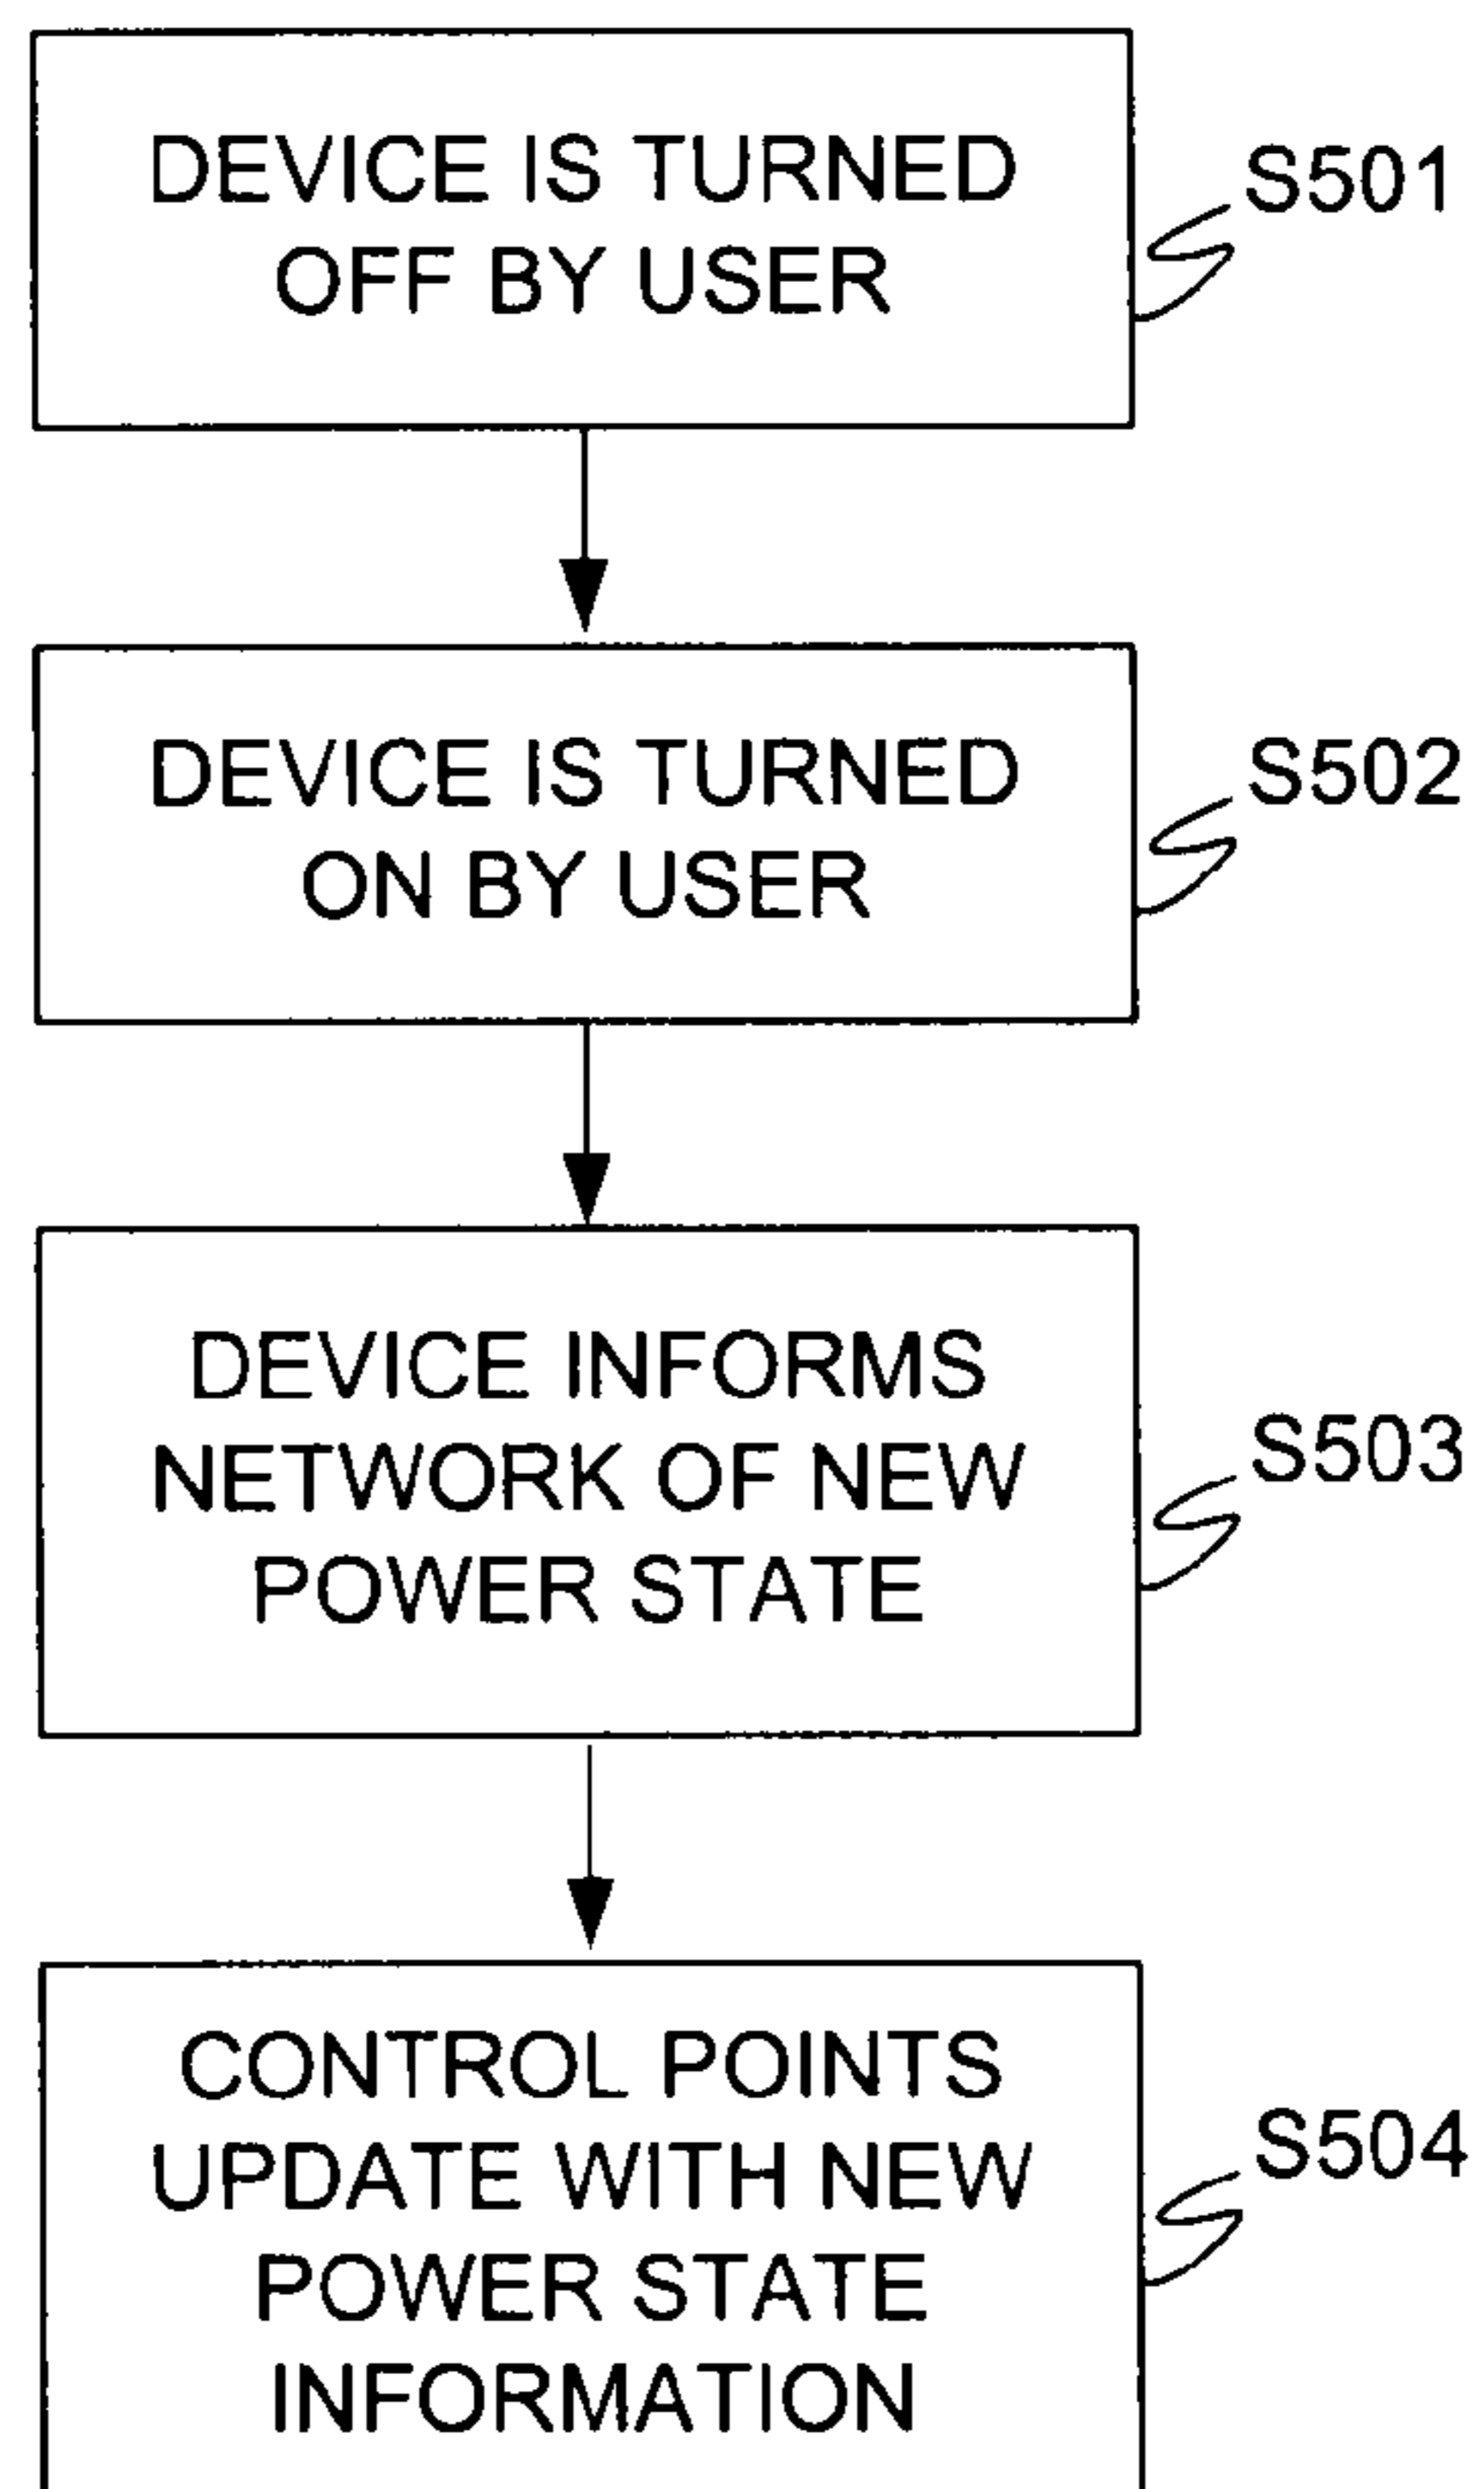 DEVICE IS TURNED
OFF BY USER
S501
DEVICE IS TURNED
ON BY USER
S502
DEVICE INFORMS
NETWORK OF NEW
POWER STATE
S503
CONTROL POINTS
UPDATE WITH NEW
POWER STATE
INFORMATION
S504